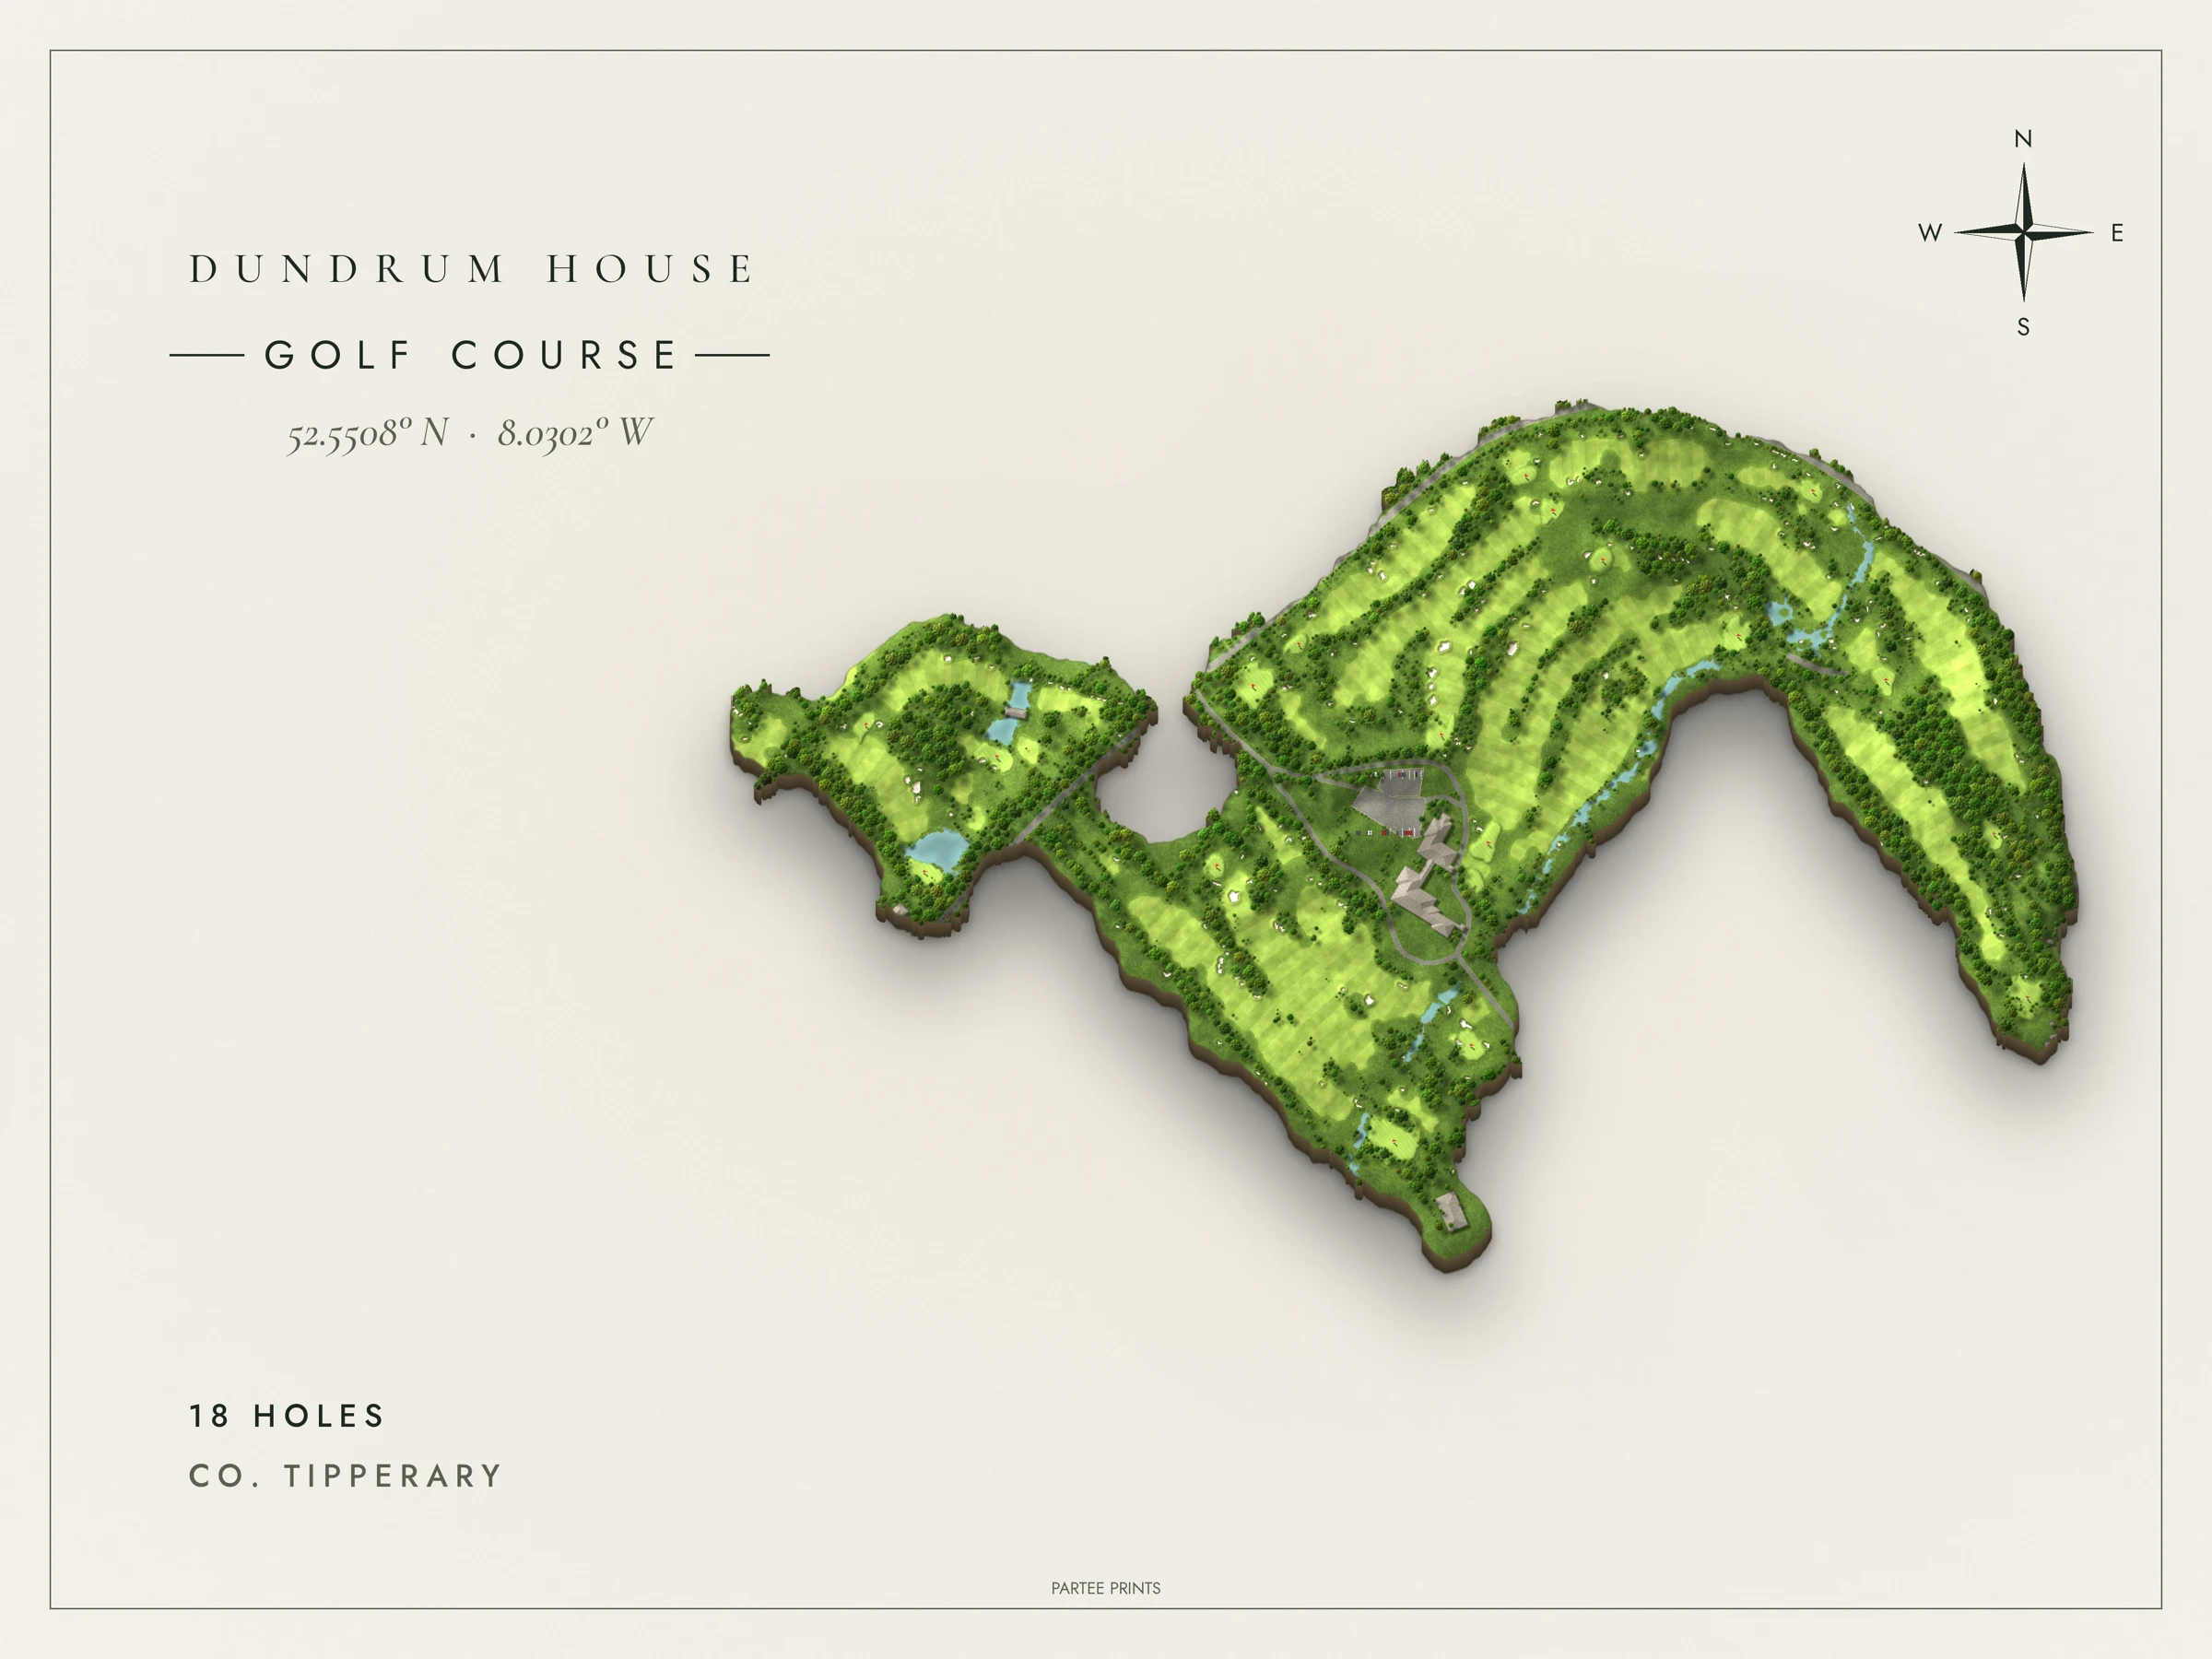 DUNDRUM HOUSE
GOLF COURSE
52.5508° N · 8.0302° W
N
W E
S
18 HOLES
CO. TIPPERARY
PARTEE PRINTS